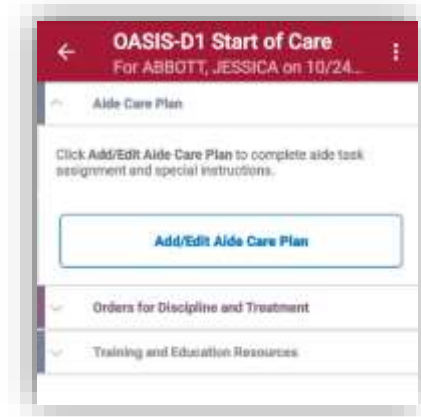 OASIS-D1 Start of Care
For ABBOTT, JESSICA on 10/24...
Aide Care Plan
Click Add/Edit Aide Care Plan to complete aide task
assignment and special instructions.
Add/Edit Aide Care Plan
Orders for Discipline and Treatment
Training and Education Resources